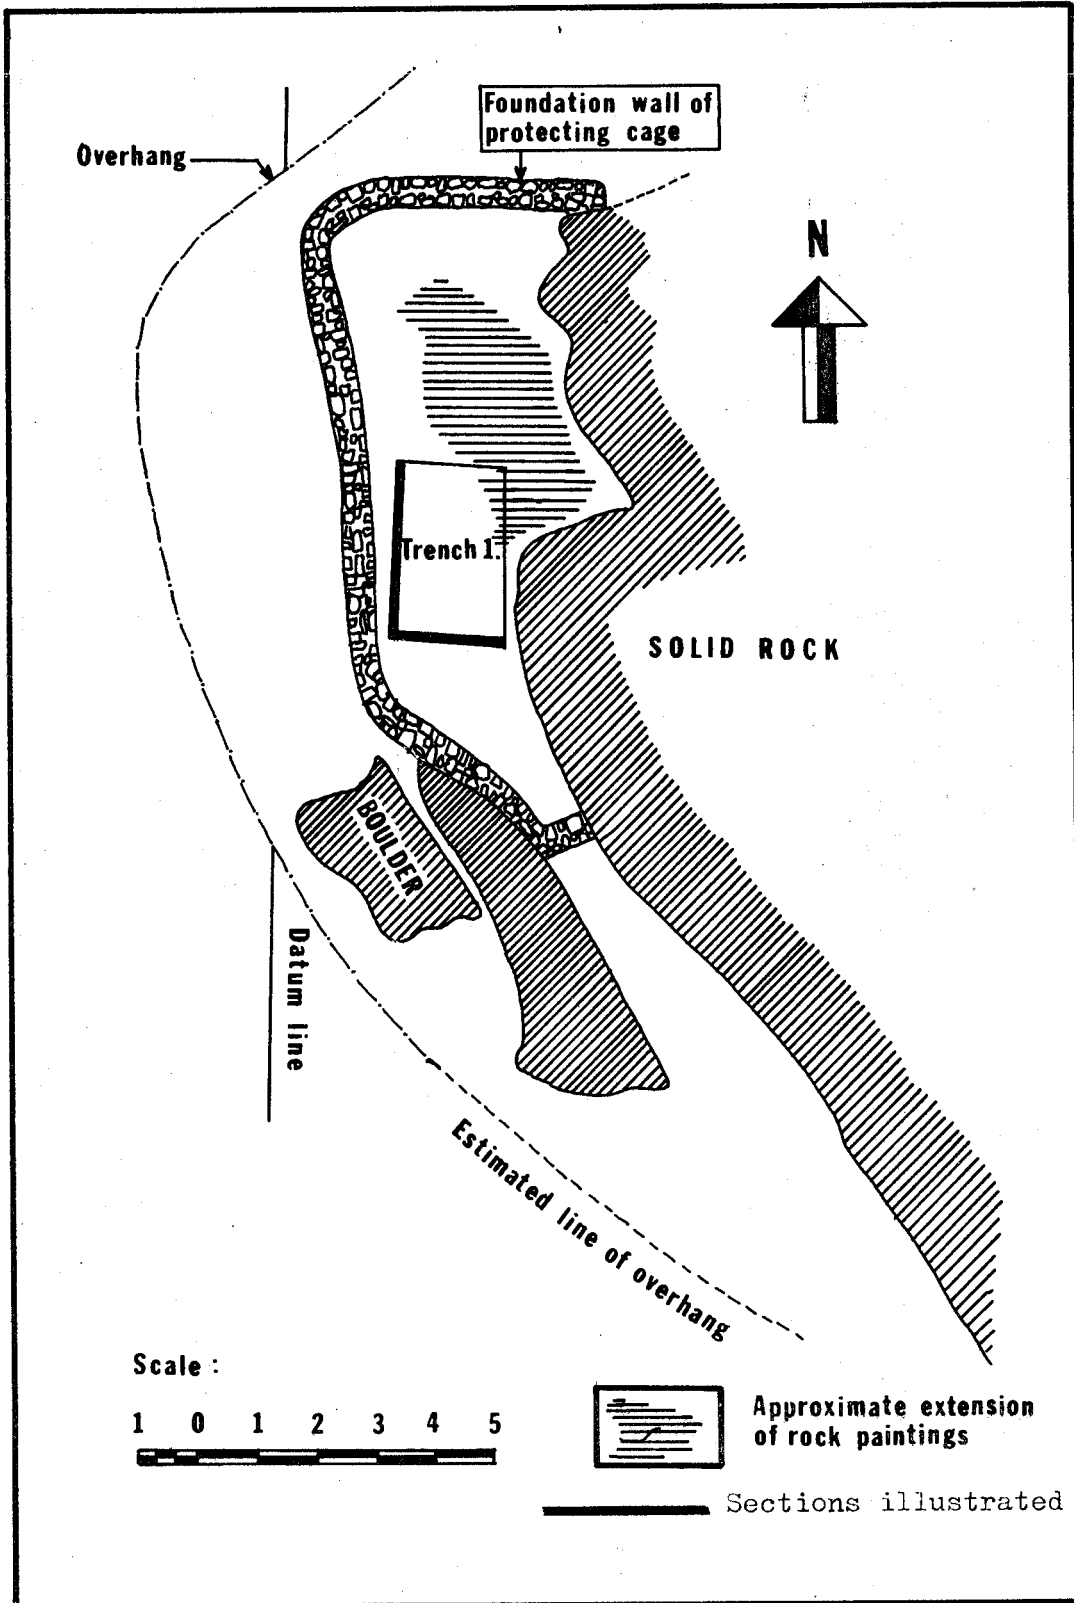 Foundation wall of
protecting cage
Overhang
N
Trench 1.
SOLID ROCK
BOULDER
Datum line
Estimated line of overhang
Scale :
1 0 1 2 3 4 5
Approximate extension
of rock paintings
Sections illustrated